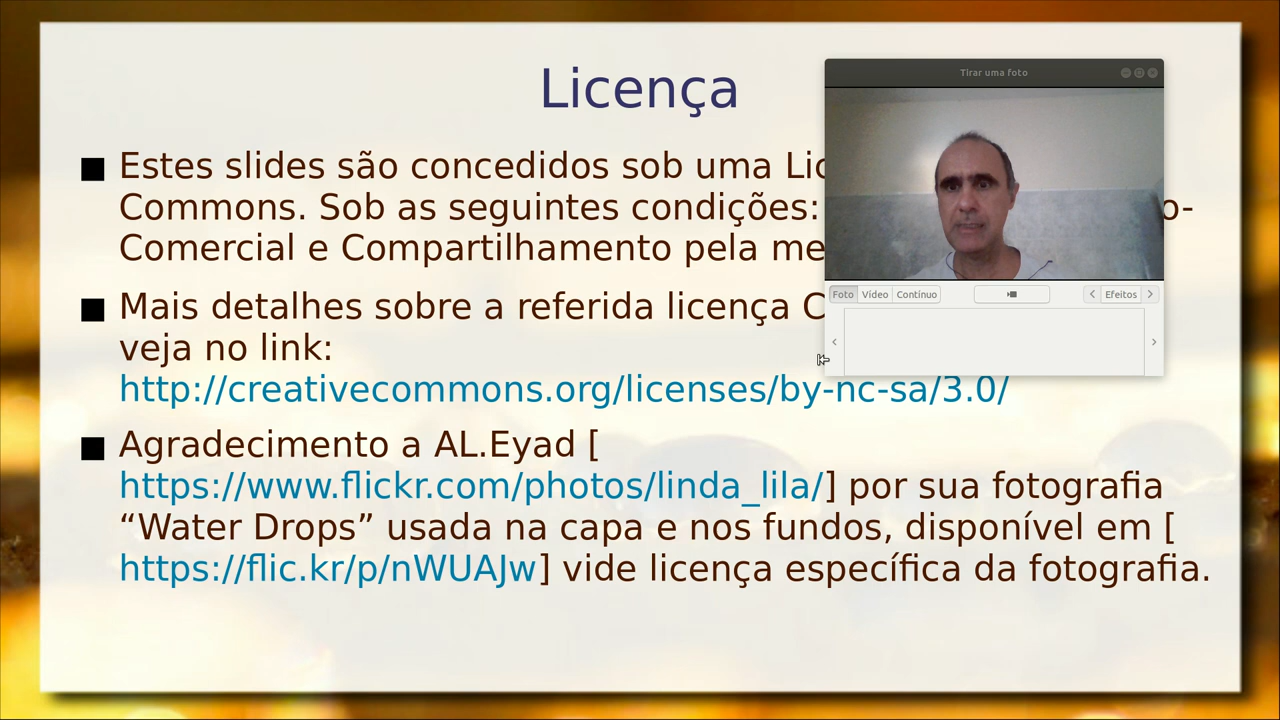 Licença
Estes slides são concedidos sob uma
Commons. Sob as seguintes condições:
Comercial e Compartilhamento pela
Mais detalhes sobre a referida licença
veja no link:
http://creativecommons.org/licenses/by-nc-sa/3.0/
Agradecimento a AL.Eyad [
https://www.flickr.com/photos/linda_lila/] por sua fotografia
“Water Drops” usada na capa e nos fundos, disponível em [
https://flic.kr/p/nWUAJw] vide licença específica da fotografia.
Tirar uma foto
Foto Vídeo Contínuo Efeitos